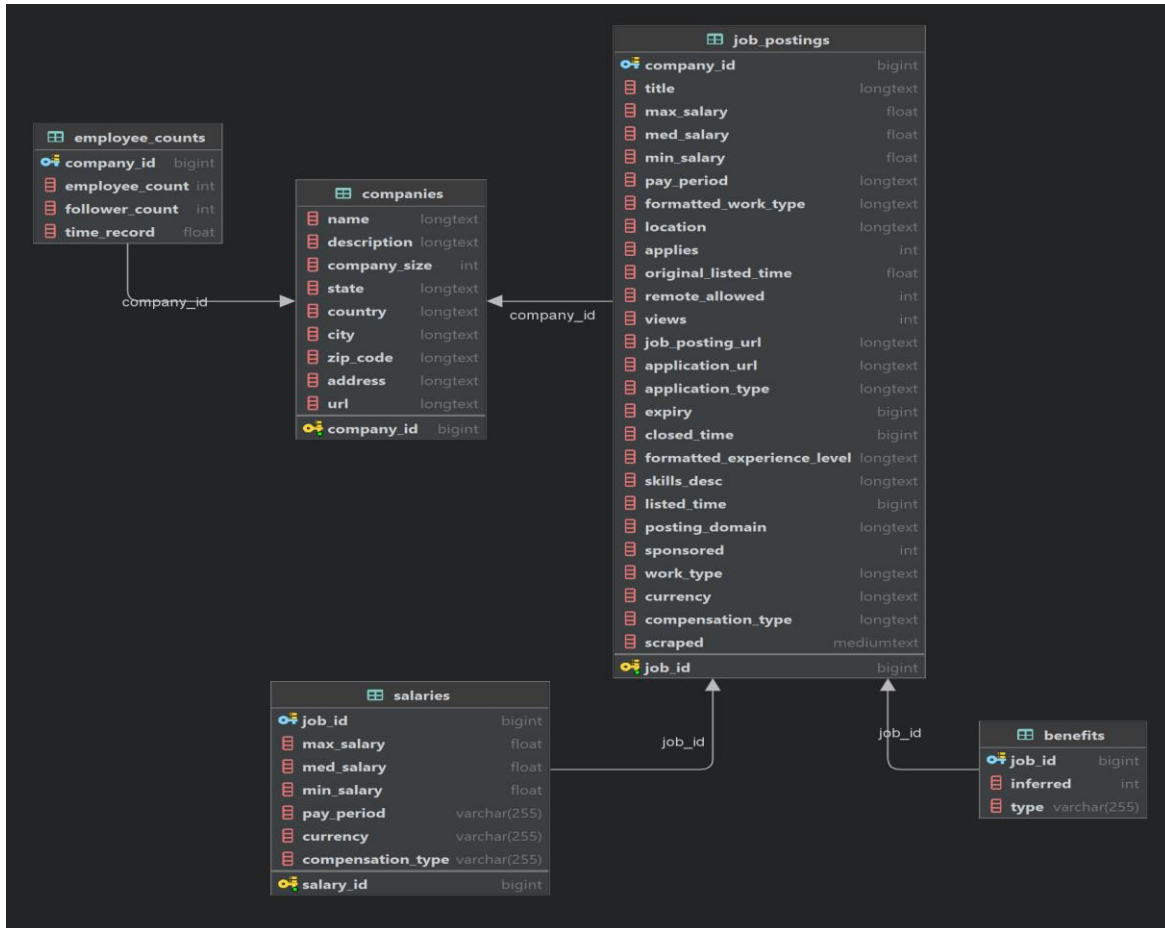 employee_counts
company_id bigint
employee_count int
follower_count int
time_record float
company_id
companies
name longtext
description longtext
company_size int
state longtext
country longtext
city longtext
zip_code longtext
address longtext
url longtext
company_id bigint
company_id
job_postings
company_id bigint
title longtext
max_salary float
med_salary float
min_salary float
pay_period longtext
formatted_work_type longtext
location longtext
applies int
original_listed_time float
remote_allowed int
views int
job_posting_url longtext
application_url longtext
application_type longtext
expiry bigint
closed_time bigint
formatted_experience_level longtext
skills_desc longtext
listed_time bigint
posting_domain longtext
sponsored int
work_type longtext
currency longtext
compensation_type longtext
scraped mediumtext
job_id bigint
salaries
job_id bigint
max_salary float
med_salary float
min_salary float
pay_period varchar(255)
currency varchar(255)
compensation_type varchar(255)
salary_id bigint
job_id
job_id
benefits
job_id bigint
inferred int
type varchar(255)